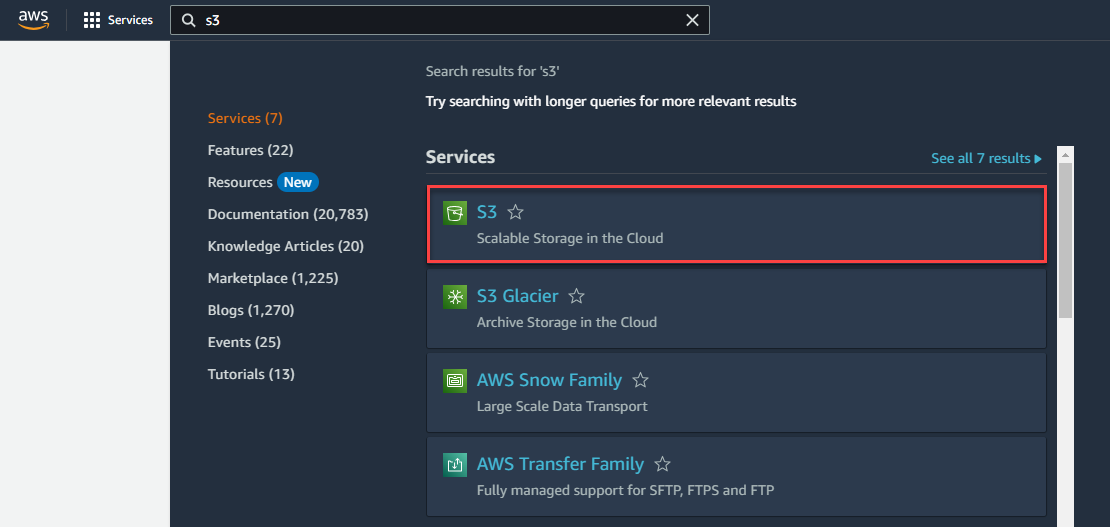 aws
Services
s3
Search results for 's3'
Try searching with longer queries for more relevant results
Services (7)
Features (22)
Resources New
Documentation (20,783)
Knowledge Articles (20)
Marketplace (1,225)
Blogs (1,270)
Events (25)
Tutorials (13)
Services
See all 7 results
S3
Scalable Storage in the Cloud
S3 Glacier
Archive Storage in the Cloud
AWS Snow Family
Large Scale Data Transport
AWS Transfer Family
Fully managed support for SFTP, FTPS and FTP